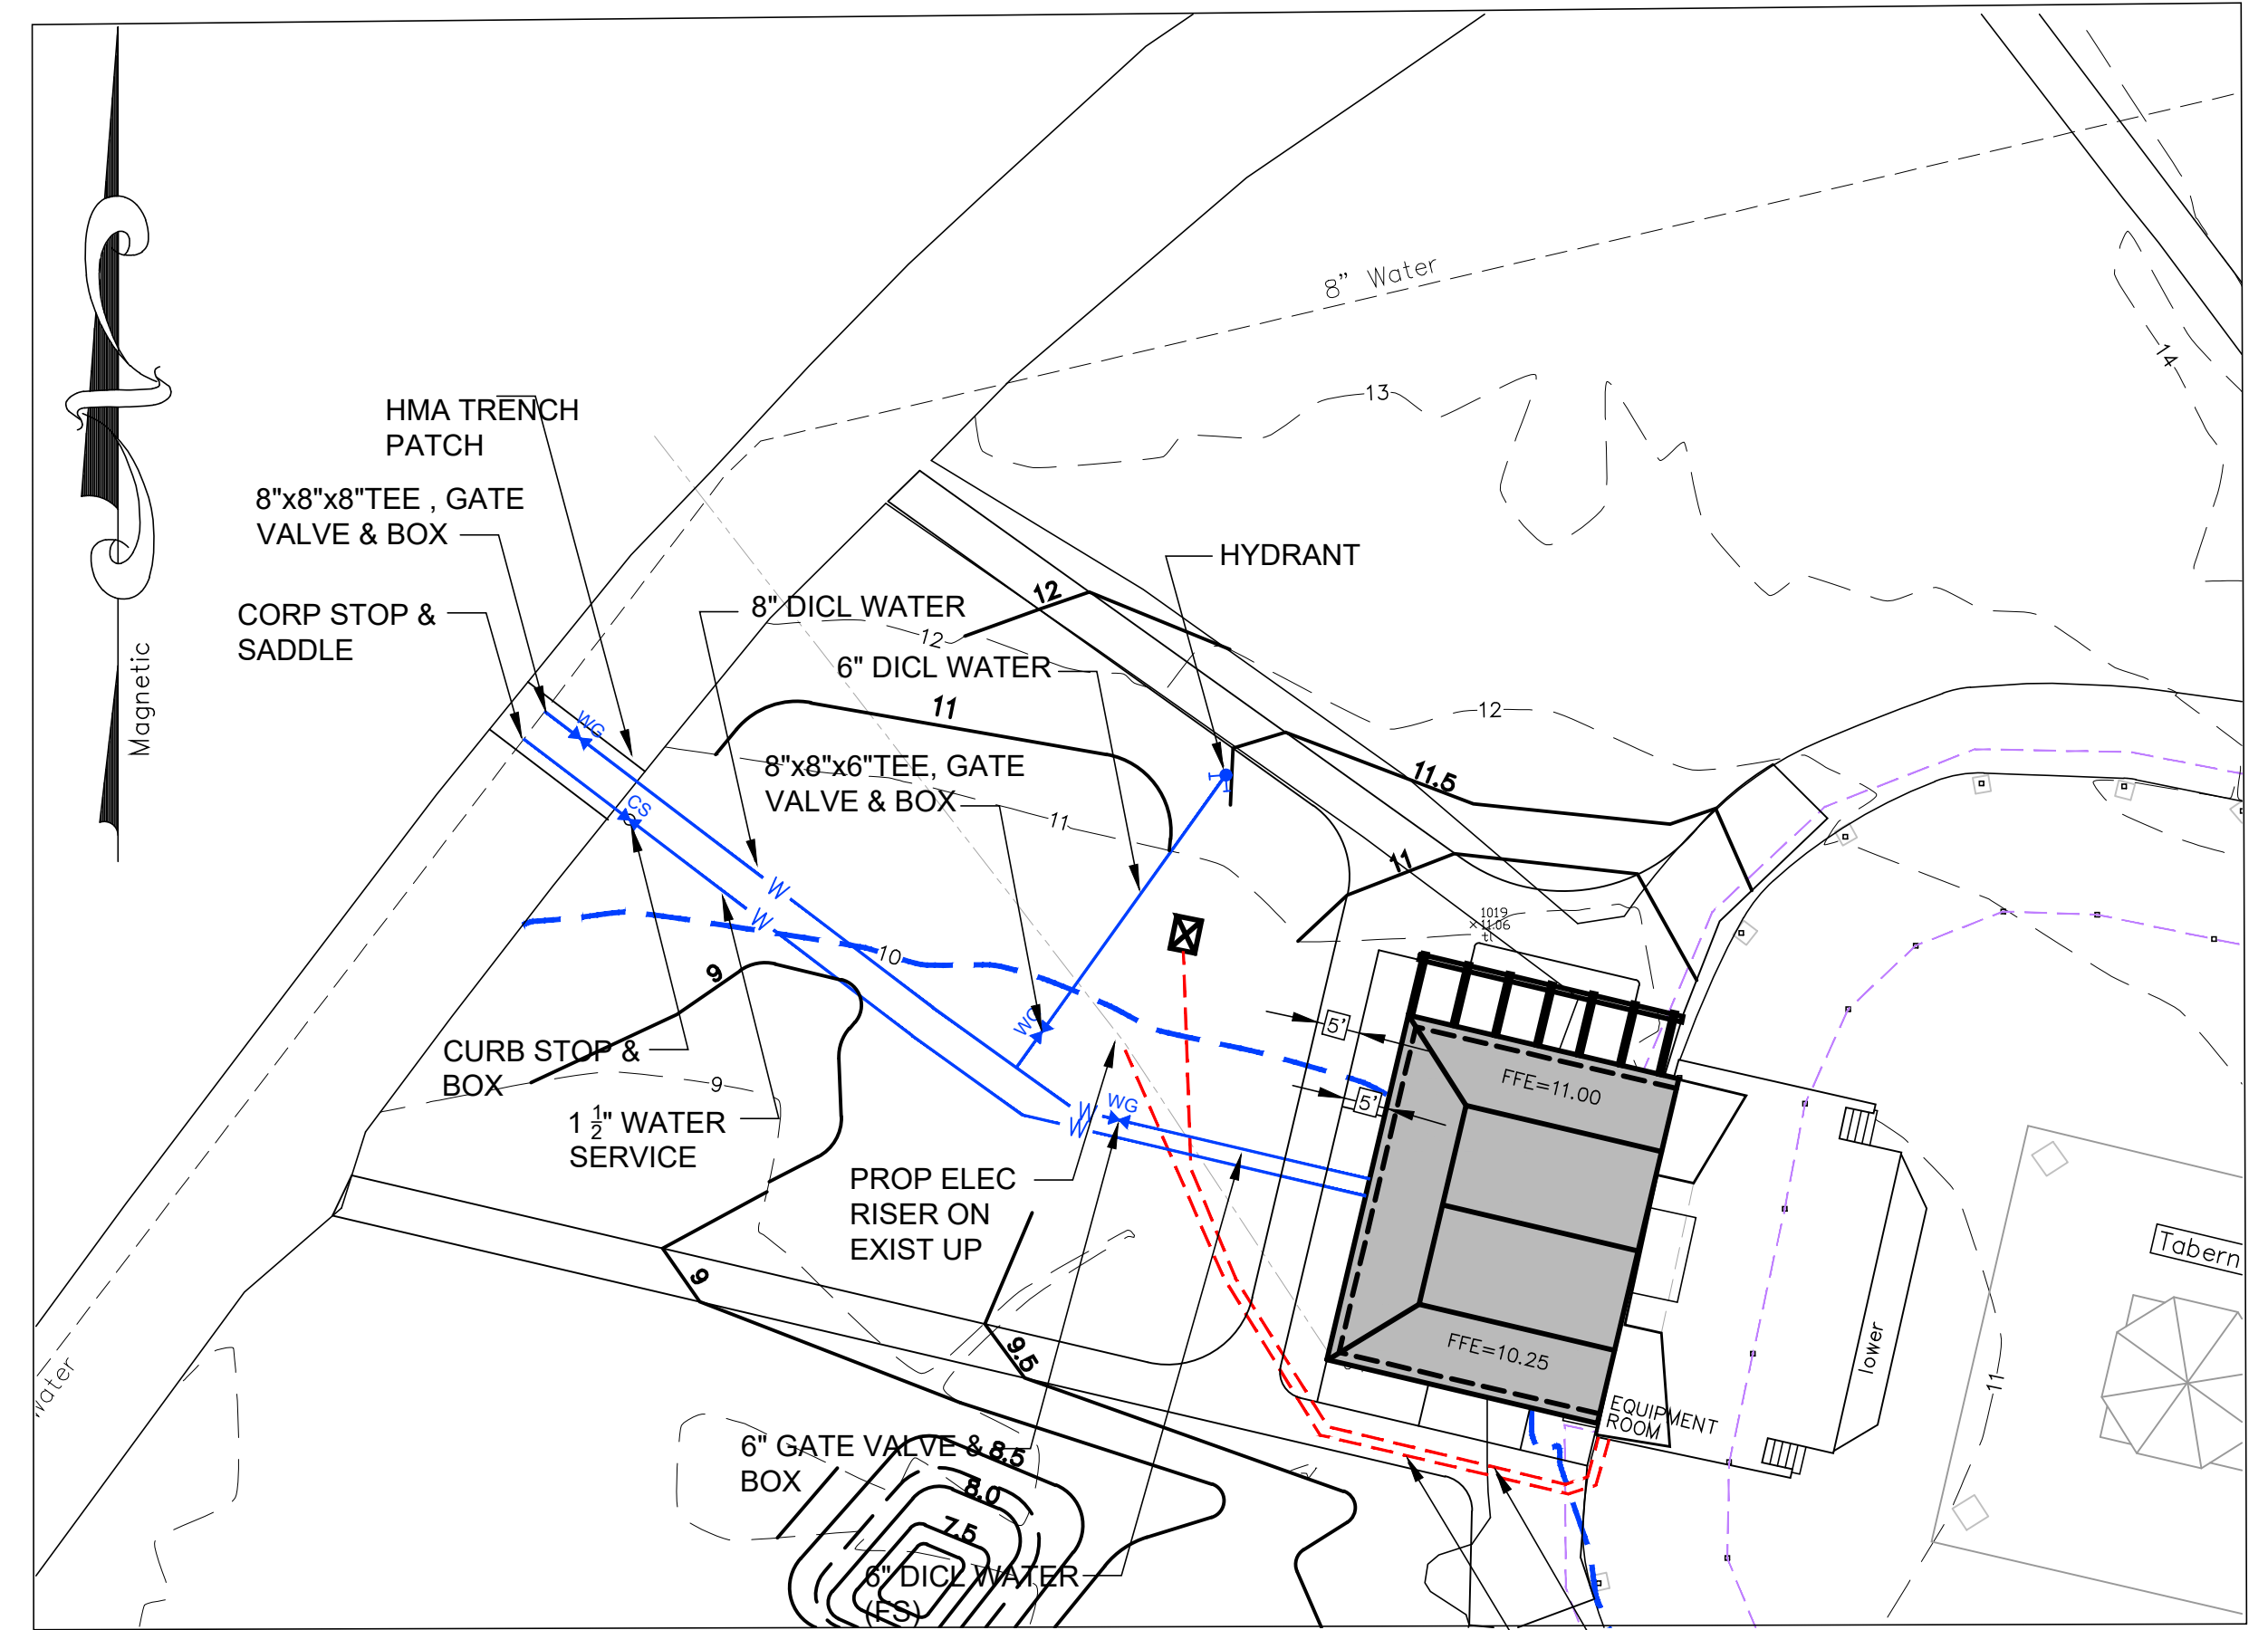 8” Water
14
13
HMA TRENCH
PATCH
8"x8"x8"TEE , GATE
VALVE & BOX
HYDRANT
12
8" DICL WATER
CORP STOP &
SADDLE
12
6" DICL WATER
Magnetic
11
12
WG
8"x8"x6"TEE, GATE
VALVE & BOX
11.5
CS
11
11
W
W
1019
×11.06
tl
10
9
WG
5'
CURB STOP &
BOX
9
FFE=11.00
5'
WG
W
W
1 1/2" WATER
SERVICE
PROP ELEC
RISER ON
EXIST UP
Tabern
9
9.5
FFE=10.25
lower
Water
11
EQUIPMENT
ROOM
6" GATE VALVE &
BOX
8.5
8.0
7.5
6" DICL WATER
(FS)